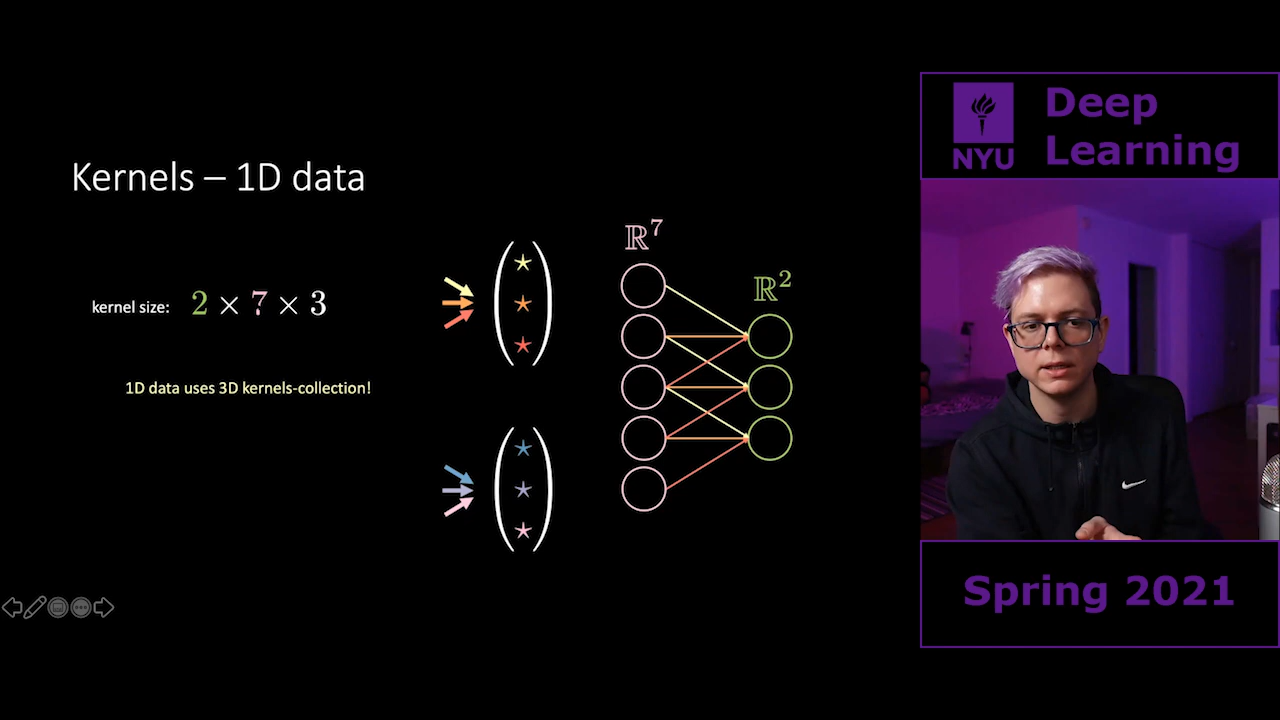 Kernels – 1D data
kernel size: 2 × 7 × 3
1D data uses 3D kernels-collection!
ℝ⁷
ℝ²
NYU
Deep
Learning
Spring 2021